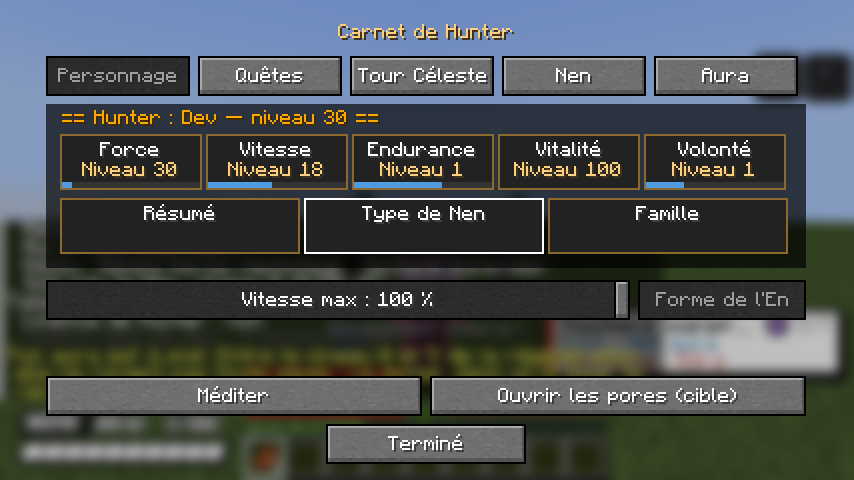 Carnet de Hunter
Personnage
Quêtes
Tour Céleste
Nen
Aura
== Hunter : Dev — niveau 30 ==
Force
Niveau 30
Vitesse
Niveau 18
Endurance
Niveau 1
Vitalité
Niveau 100
Volonté
Niveau 1
Résumé
Type de Nen
Famille
Vitesse max : 100 %
Forme de l'En
Méditer
Ouvrir les pores (cible)
Terminé